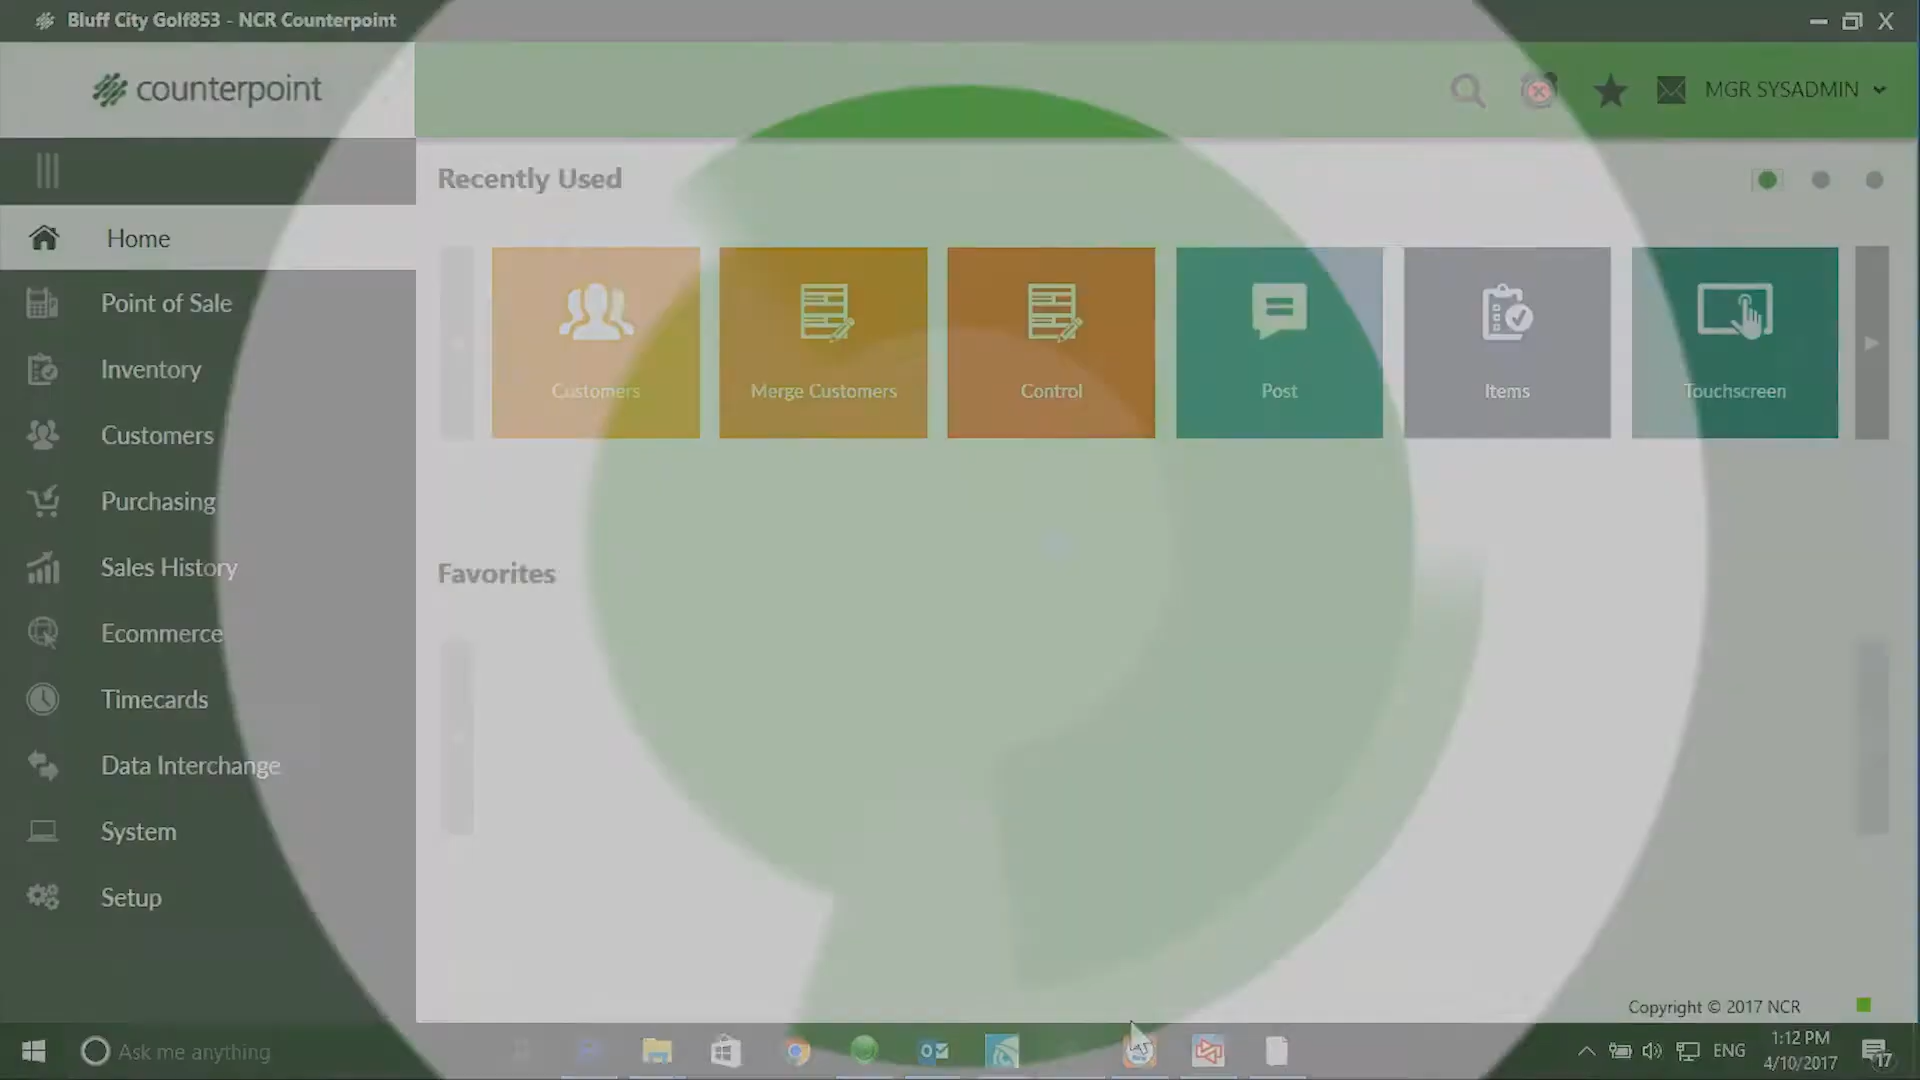 Bluff City Golf853 - NCR Counterpoint
counterpoint
MGR SYSADMIN
Recently Used
Home
Customers
Merge Customers
Control
Post
Items
Touchscreen
Point of Sale
Inventory
Customers
Purchasing
Sales History
Favorites
Ecommerce
Timecards
Data Interchange
System
Setup
Copyright © 2017 NCR
Ask me anything
ENG
1:12 PM
4/10/2017
17